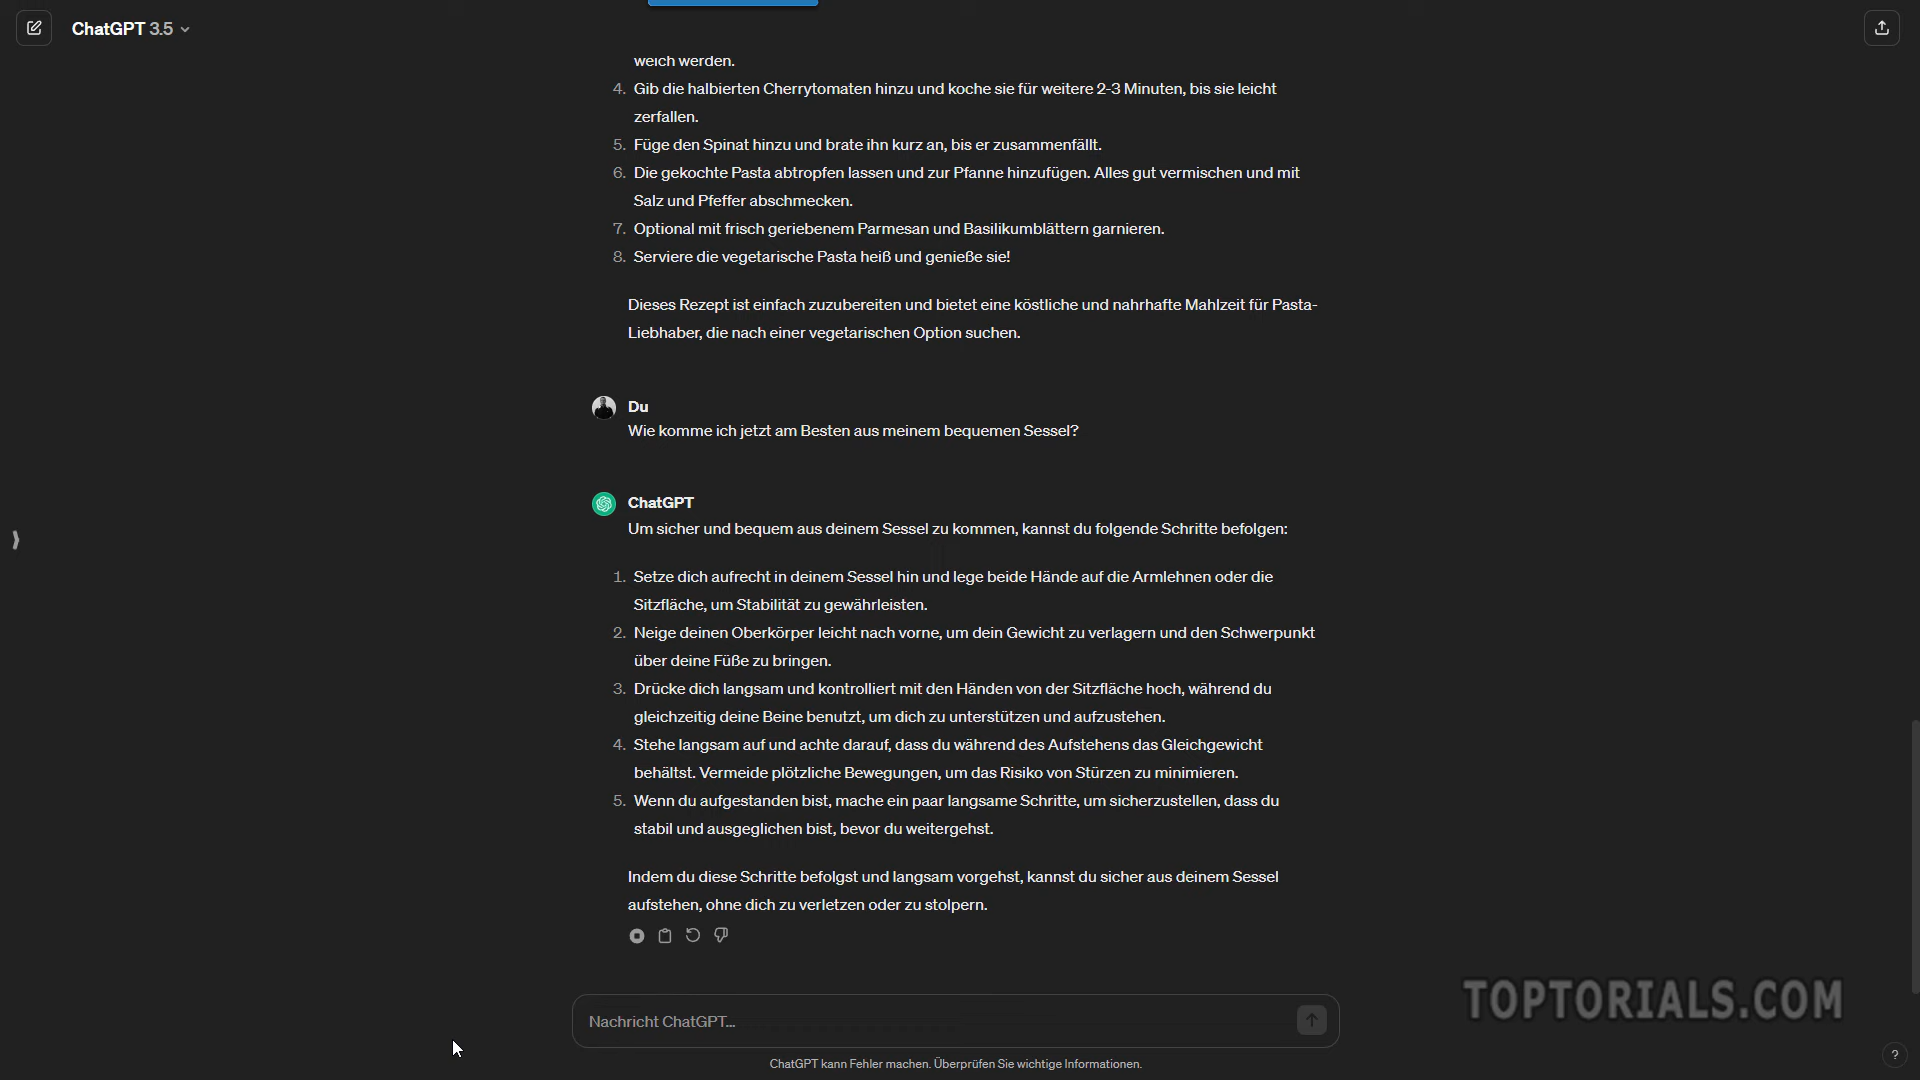 ChatGPT 3.5
weich werden.
4. Gib die halbierten Cherrytomaten hinzu und koche sie für weitere 2-3 Minuten, bis sie leicht
zerfallen.
5. Füge den Spinat hinzu und brate ihn kurz an, bis er zusammenfällt.
6. Die gekochte Pasta abtropfen lassen und zur Pfanne hinzufügen. Alles gut vermischen und mit
Salz und Pfeffer abschmecken.
7. Optional mit frisch geriebenem Parmesan und Basilikumblättern garnieren.
8. Serviere die vegetarische Pasta heiß und genieße sie!
Dieses Rezept ist einfach zuzubereiten und bietet eine köstliche und nahrhafte Mahlzeit für Pasta-
Liebhaber, die nach einer vegetarischen Option suchen.
Du
Wie komme ich jetzt am Besten aus meinem bequemen Sessel?
ChatGPT
Um sicher und bequem aus deinem Sessel zu kommen, kannst du folgende Schritte befolgen:
1. Setze dich aufrecht in deinem Sessel hin und lege beide Hände auf die Armlehnen oder die
Sitzfläche, um Stabilität zu gewährleisten.
2. Neige deinen Oberkörper leicht nach vorne, um dein Gewicht zu verlagern und den Schwerpunkt
über deine Füße zu bringen.
3. Drücke dich langsam und kontrolliert mit den Händen von der Sitzfläche hoch, während du
gleichzeitig deine Beine benutzt, um dich zu unterstützen und aufzustehen.
4. Stehe langsam auf und achte darauf, dass du während des Aufstehens das Gleichgewicht
behältst. Vermeide plötzliche Bewegungen, um das Risiko von Stürzen zu minimieren.
5. Wenn du aufgestanden bist, mache ein paar langsame Schritte, um sicherzustellen, dass du
stabil und ausgeglichen bist, bevor du weitergehst.
Indem du diese Schritte befolgst und langsam vorgehst, kannst du sicher aus deinem Sessel
aufstehen, ohne dich zu verletzen oder zu stolpern.
TOPTORIALS.COM
Nachricht ChatGPT...
ChatGPT kann Fehler machen. Überprüfen Sie wichtige Informationen.
?